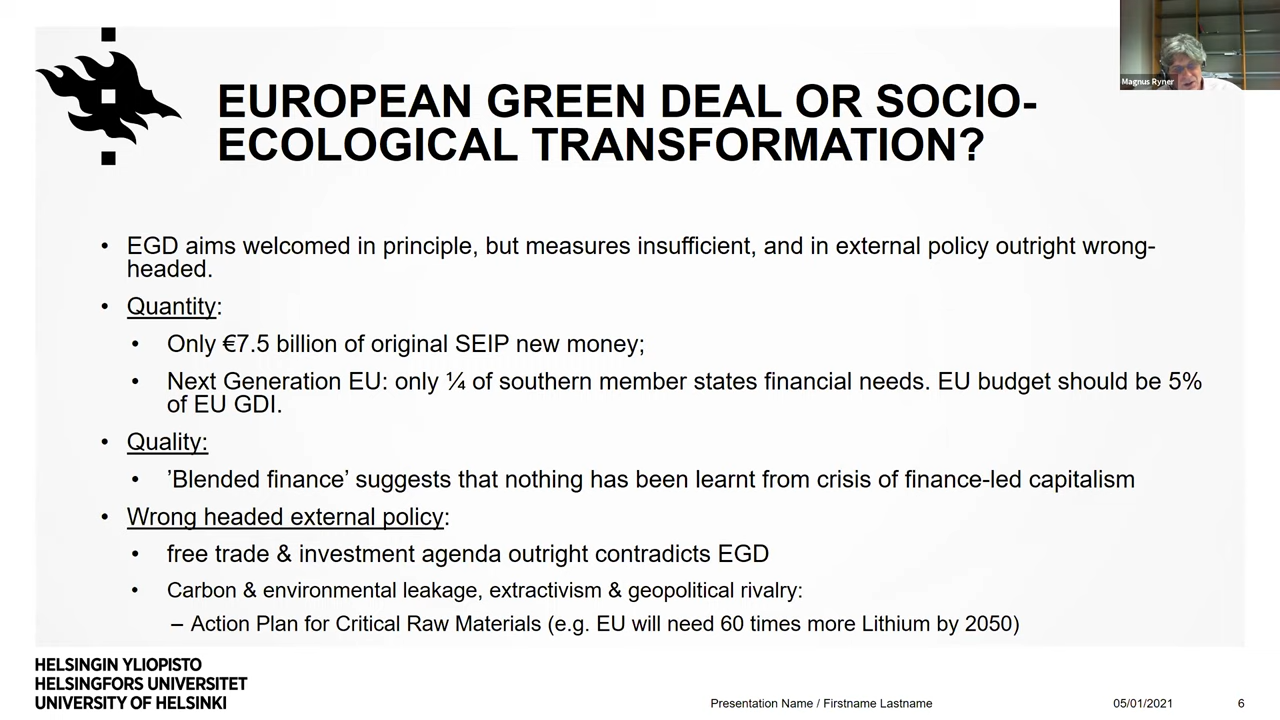 Magnus Ryner
EUROPEAN GREEN DEAL OR SOCIO-
ECOLOGICAL TRANSFORMATION?
• EGD aims welcomed in principle, but measures insufficient, and in external policy outright wrong-
headed.
• Quantity:
• Only €7.5 billion of original SEIP new money;
• Next Generation EU: only ¼ of southern member states financial needs. EU budget should be 5%
of EU GDI.
• Quality:
• ’Blended finance’ suggests that nothing has been learnt from crisis of finance-led capitalism
• Wrong headed external policy:
• free trade & investment agenda outright contradicts EGD
• Carbon & environmental leakage, extractivism & geopolitical rivalry:
– Action Plan for Critical Raw Materials (e.g. EU will need 60 times more Lithium by 2050)
HELSINGIN YLIOPISTO
HELSINGFORS UNIVERSITET
UNIVERSITY OF HELSINKI
Presentation Name / Firstname Lastname
05/01/2021
6